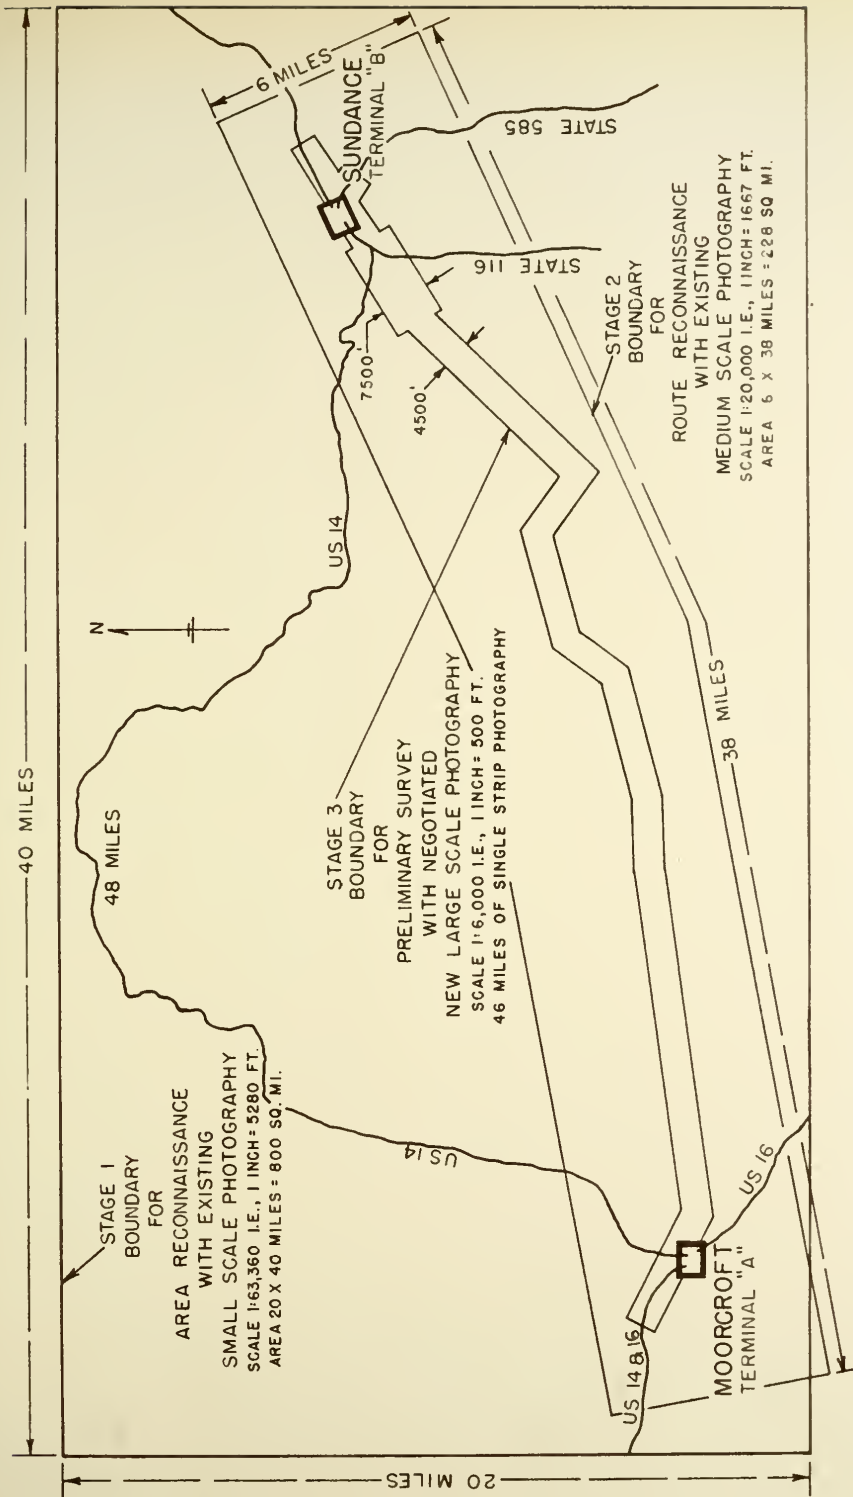 40 MILES
20 MILES
STAGE 1
BOUNDARY
FOR
AREA RECONNAISSANCE
WITH EXISTING
SMALL SCALE PHOTOGRAPHY
SCALE 1:63,360 I.E., 1 INCH = 5280 FT.
AREA 20 X 40 MILES = 800 SQ. MI.
48 MILES
N
US 14
US 14
6 MILES
SUNDANCE
TERMINAL "B"
STATE 585
STATE 116
7500'
4500'
STAGE 3
BOUNDARY
FOR
PRELIMINARY SURVEY
WITH NEGOTIATED
NEW LARGE SCALE PHOTOGRAPHY
SCALE 1:6,000 I.E., 1 INCH = 500 FT.
46 MILES OF SINGLE STRIP PHOTOGRAPHY
STAGE 2
BOUNDARY
FOR
ROUTE RECONNAISSANCE
WITH EXISTING
MEDIUM SCALE PHOTOGRAPHY
SCALE 1:20,000 I.E., 1 INCH = 1667 FT.
AREA 6 X 38 MILES = 228 SQ MI.
38 MILES
US 14 & 16
US 16
MOORCROFT
TERMINAL "A"